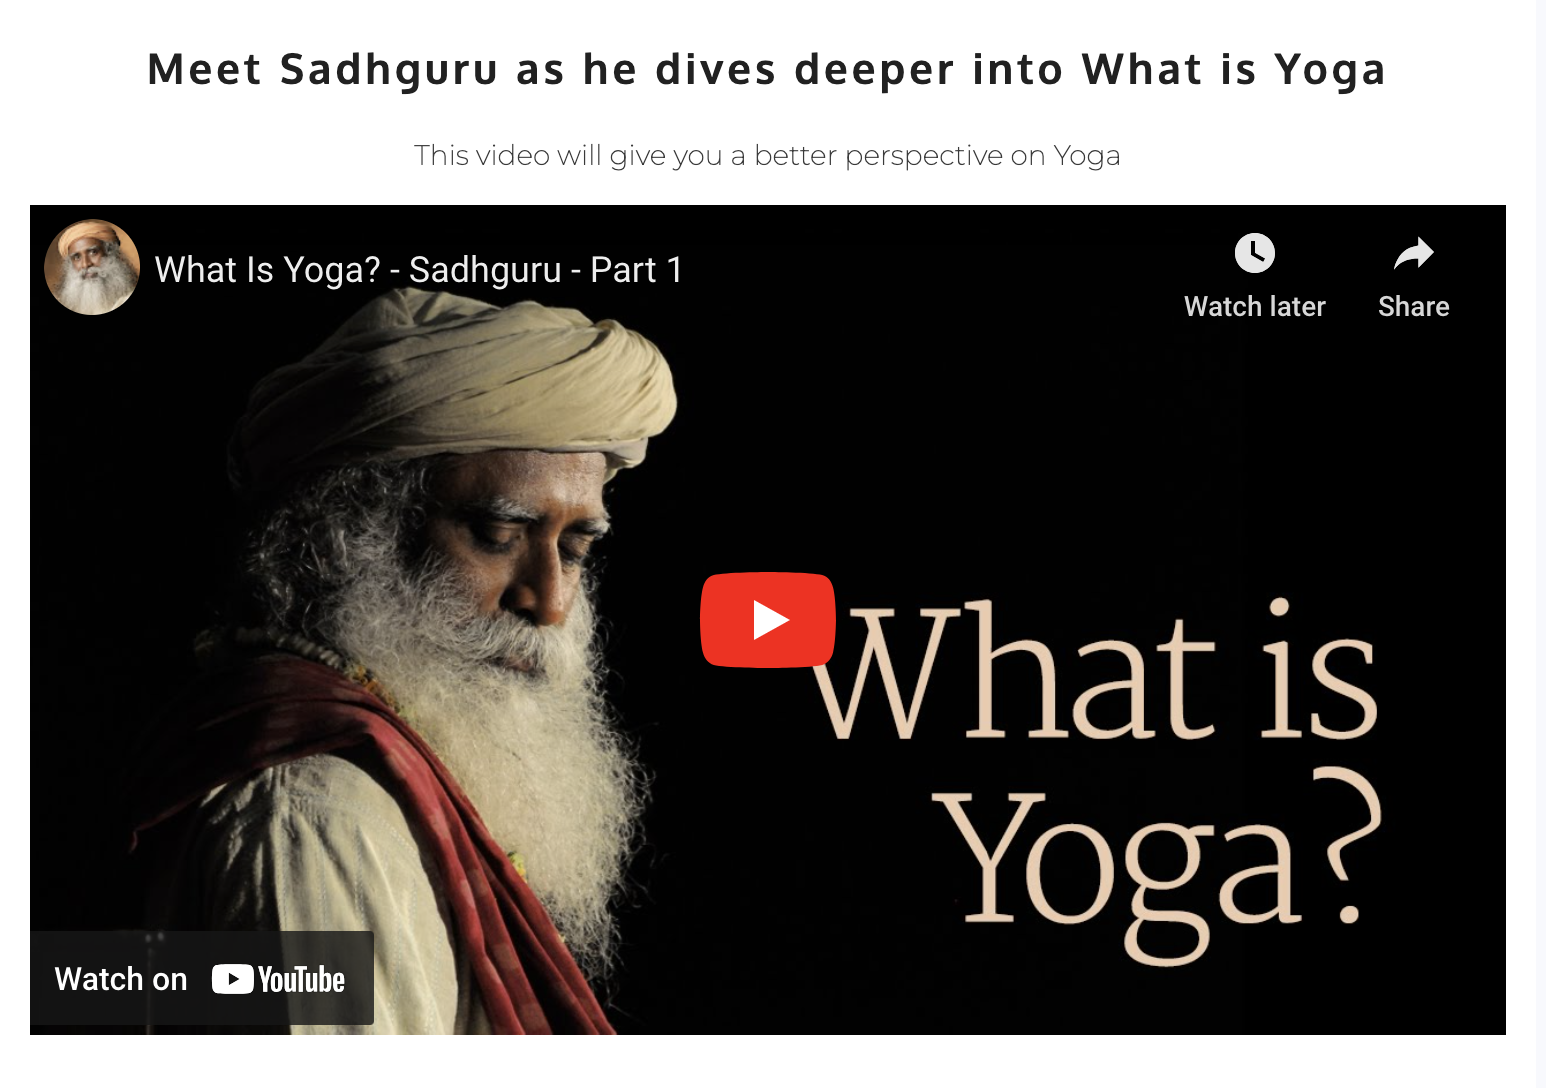 Meet Sadhguru as he dives deeper into What is Yoga
This video will give you a better perspective on Yoga
What Is Yoga? - Sadhguru - Part 1
Watch later
Share
What is
Yoga?
Watch on YouTube